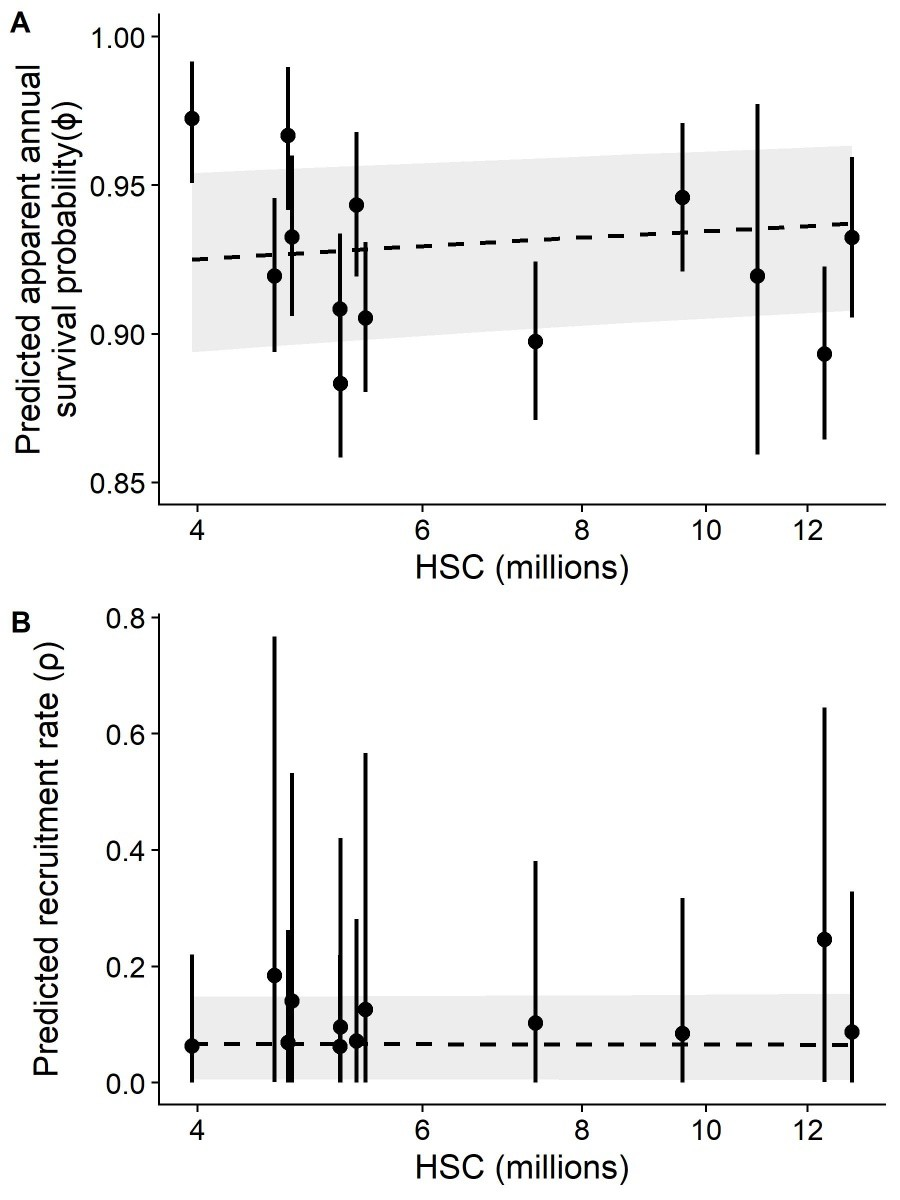 A
Predicted apparent annual
survival probability(ϕ)
1.00
0.95
0.90
0.85
4 6 8 10 12
HSC (millions)
B
Predicted recruitment rate (ρ)
0.8
0.6
0.4
0.2
0.0
4 6 8 10 12
HSC (millions)